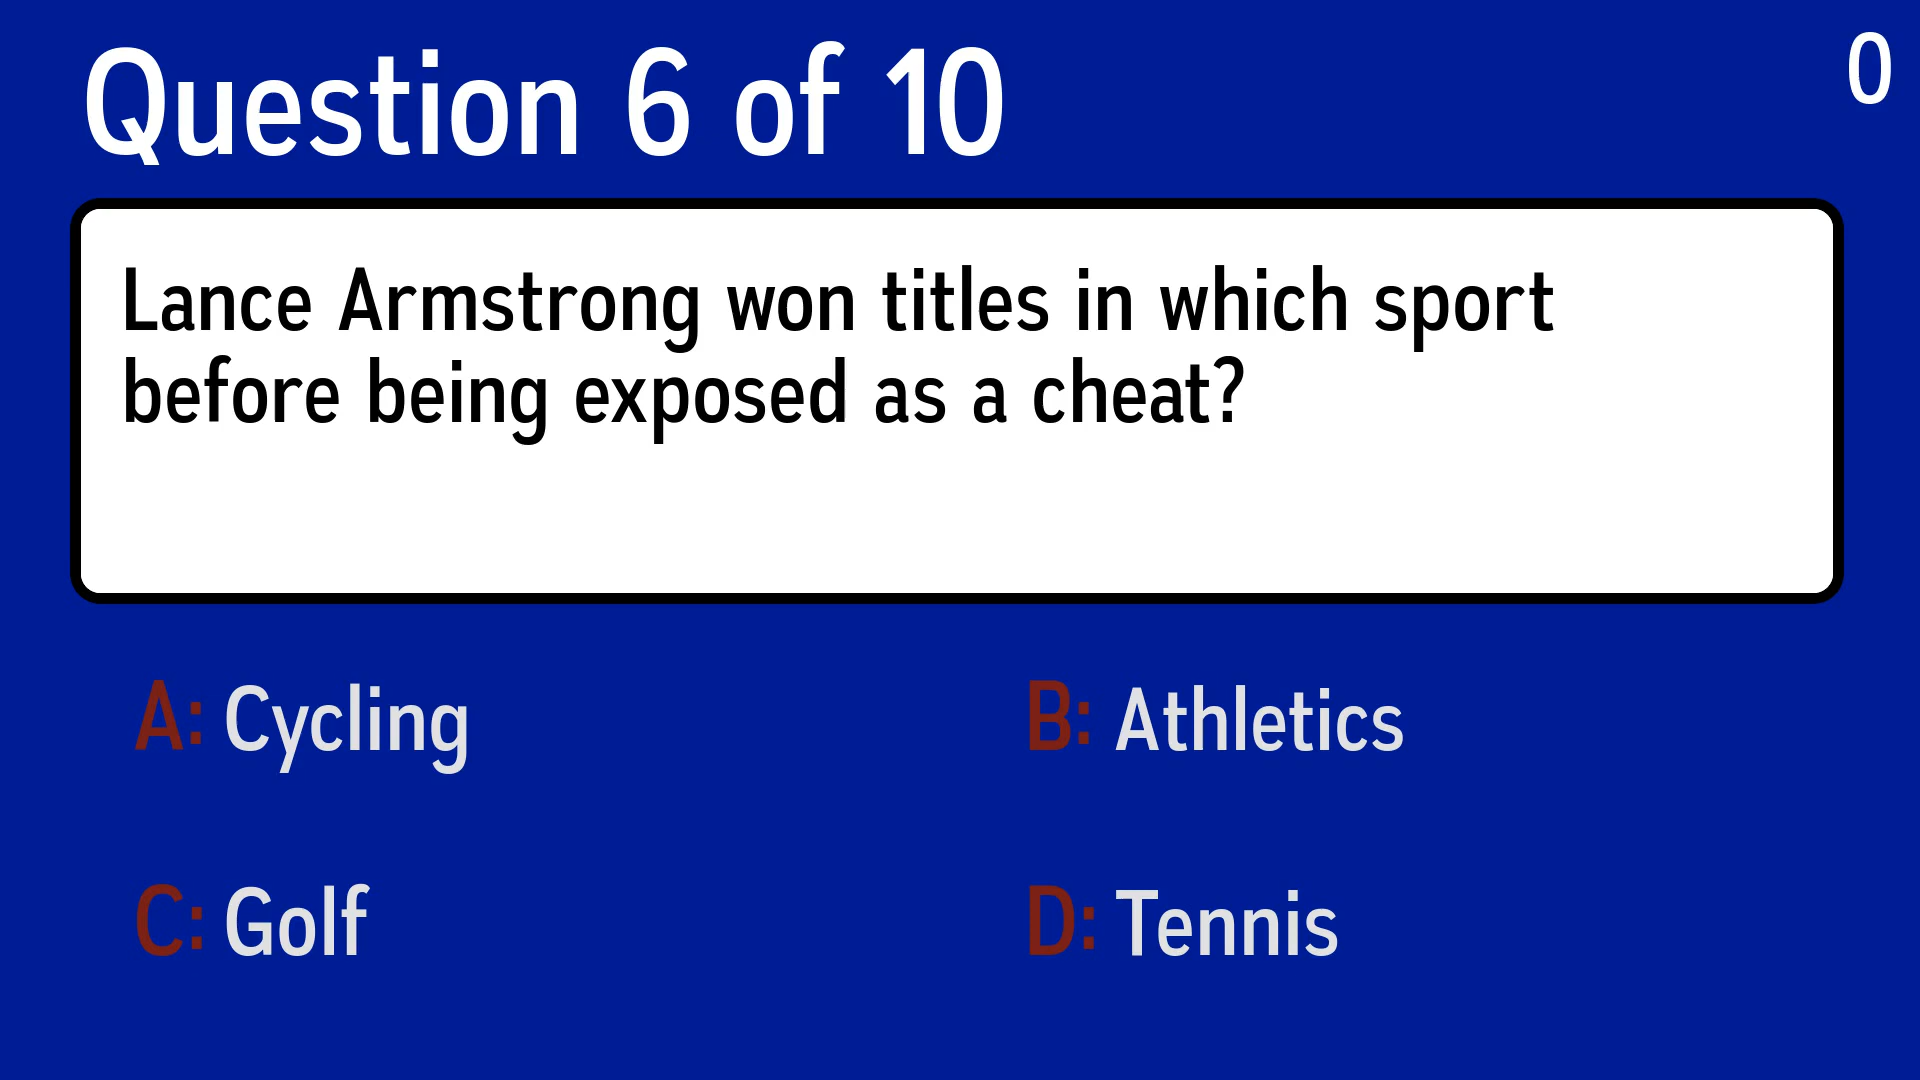 Question 6 of 10
0
Lance Armstrong won titles in which sport
before being exposed as a cheat?
A: Cycling
B: Athletics
C: Golf
D: Tennis